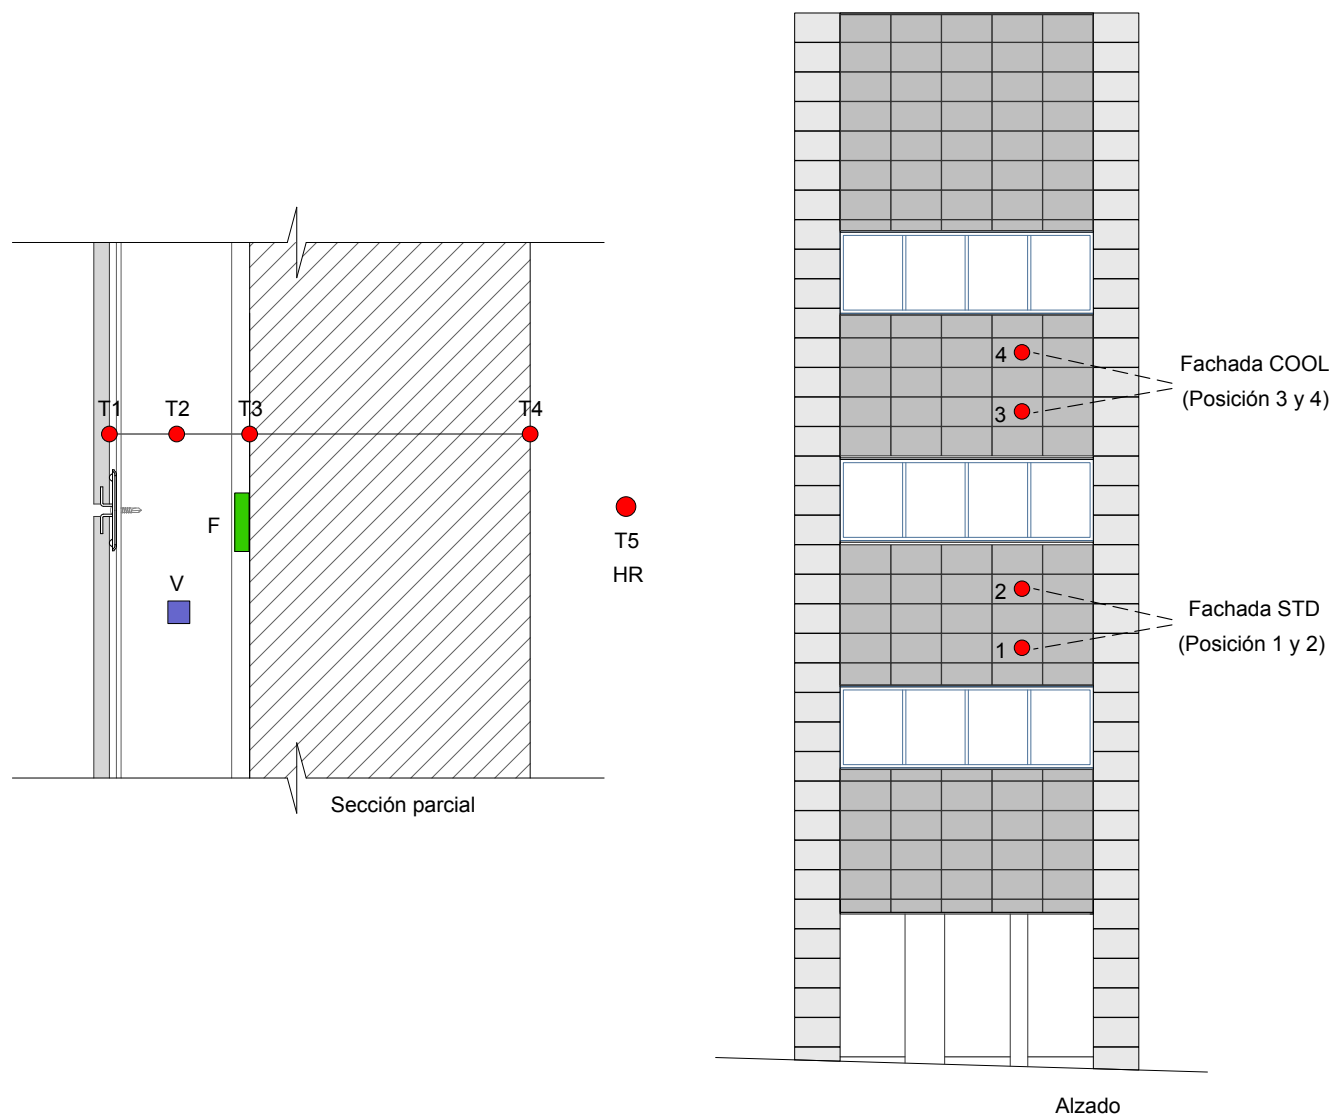 T1
T2
T3
T4
F
V
T5
HR
Sección parcial
4
3
2
1
Fachada COOL
(Posición 3 y 4)
Fachada STD
(Posición 1 y 2)
Alzado